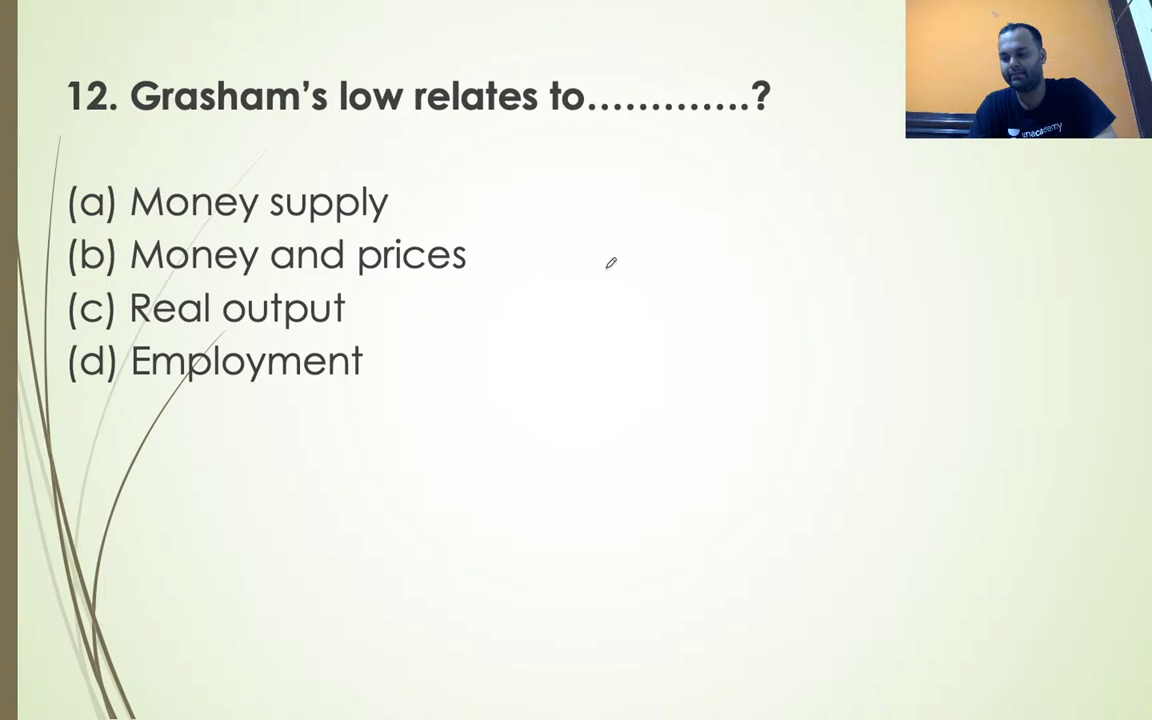 12. Grasham's low relates to.............?
(a) Money supply
(b) Money and prices
(c) Real output
(d) Employment